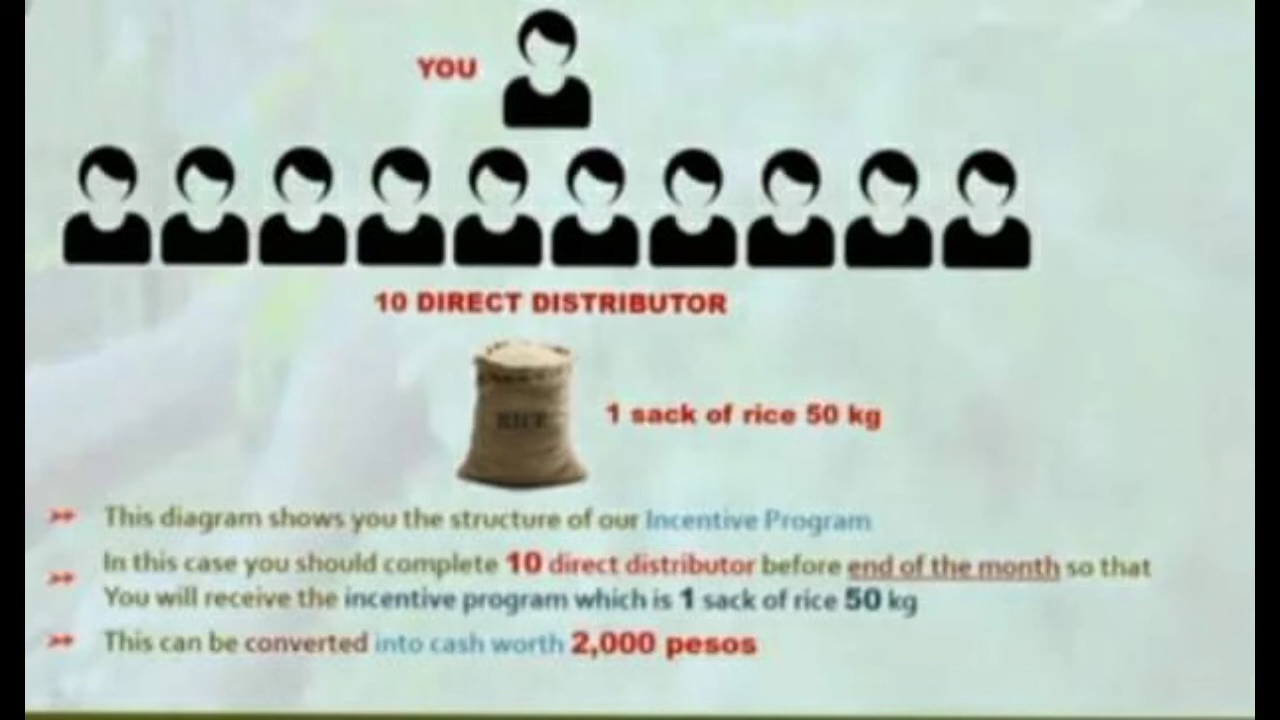 YOU
10 DIRECT DISTRIBUTOR
RICE
1 sack of rice 50 kg
This diagram shows you the structure of our Incentive Program
In this case you should complete 10 direct distributor before end of the month so that
You will receive the incentive program which is 1 sack of rice 50 kg
This can be converted into cash worth 2,000 pesos